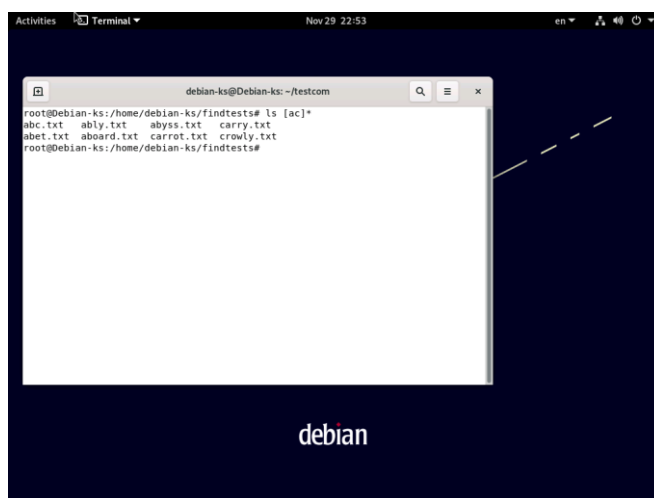 Activities Terminal Nov 29 22:53 en
debian-ks@Debian-ks: ~/testcom
root@Debian-ks:/home/debian-ks/findtests# ls [ac]*
abc.txt ably.txt abyss.txt carry.txt
abet.txt aboard.txt carrot.txt crowly.txt
root@Debian-ks:/home/debian-ks/findtests#
debian